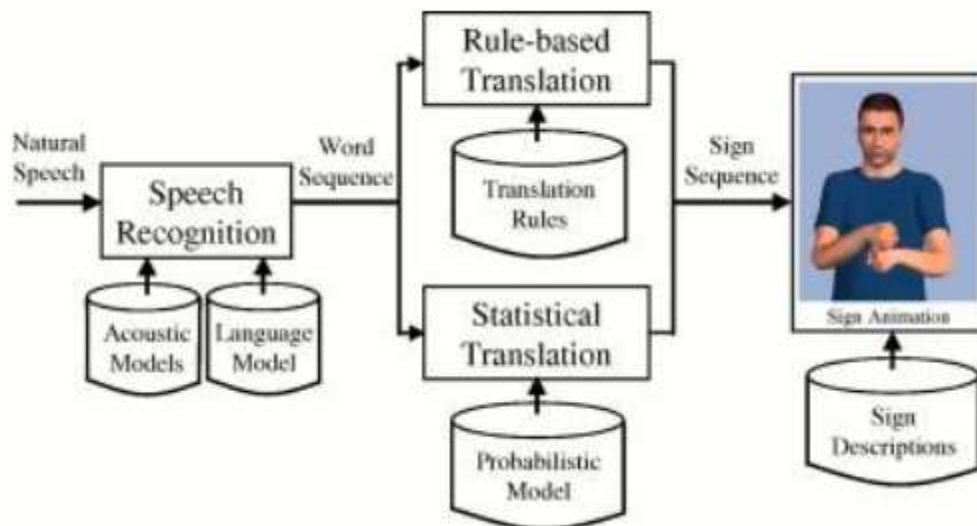 Natural
Speech
Speech
Recognition
Acoustic
Models
Language
Model
Word
Sequence
Rule-based
Translation
Translation
Rules
Statistical
Translation
Probabilistic
Model
Sign
Sequence
Sign Animation
Sign
Descriptions